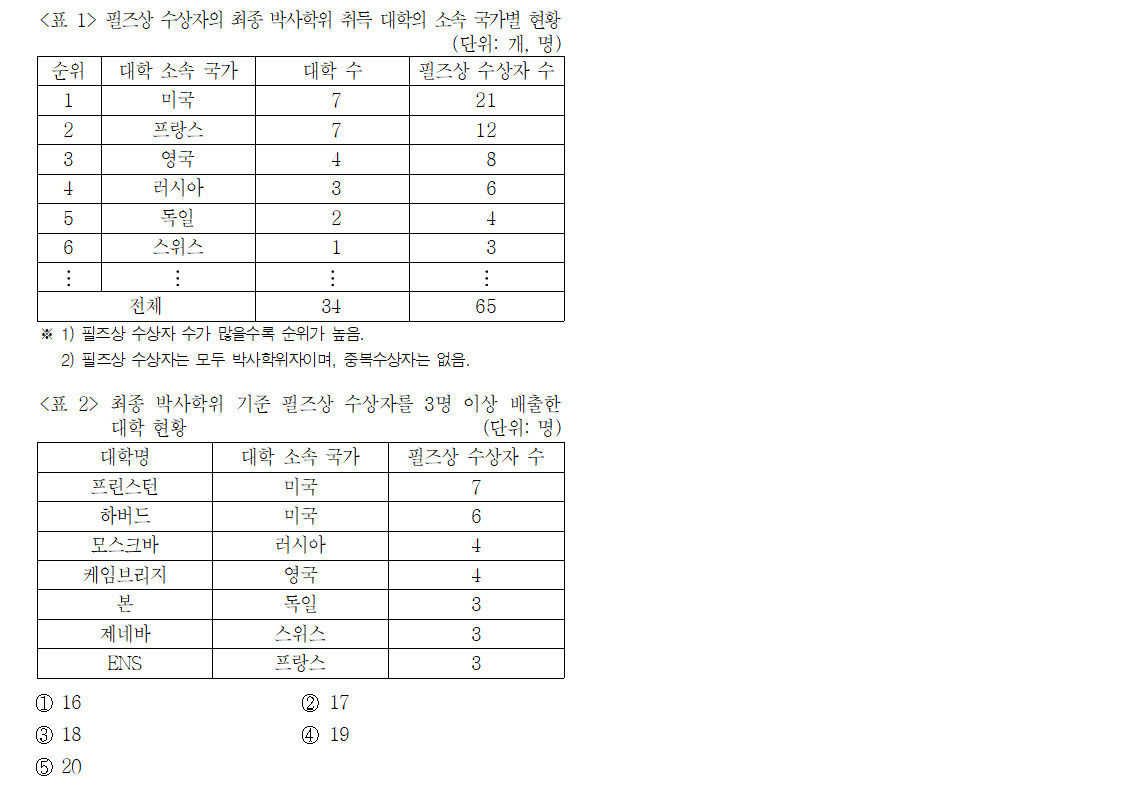 <표 1> 필즈상 수상자의 최종 박사학위 취득 대학의 소속 국가별 현황
(단위: 개, 명)
순위 대학 소속 국가 대학 수 필즈상 수상자 수
1 미국 7 21
2 프랑스 7 12
3 영국 4 8
4 러시아 3 6
5 독일 2 4
6 스위스 1 3
⋮ ⋮ ⋮ ⋮
전체 34 65
※ 1) 필즈상 수상자 수가 많을수록 순위가 높음.
2) 필즈상 수상자는 모두 박사학위자이며, 중복수상자는 없음.
<표 2> 최종 박사학위 기준 필즈상 수상자를 3명 이상 배출한
대학 현황 (단위: 명)
대학명 대학 소속 국가 필즈상 수상자 수
프린스턴 미국 7
하버드 미국 6
모스크바 러시아 4
케임브리지 영국 4
본 독일 3
제네바 스위스 3
ENS 프랑스 3
① 16 ② 17
③ 18 ④ 19
⑤ 20